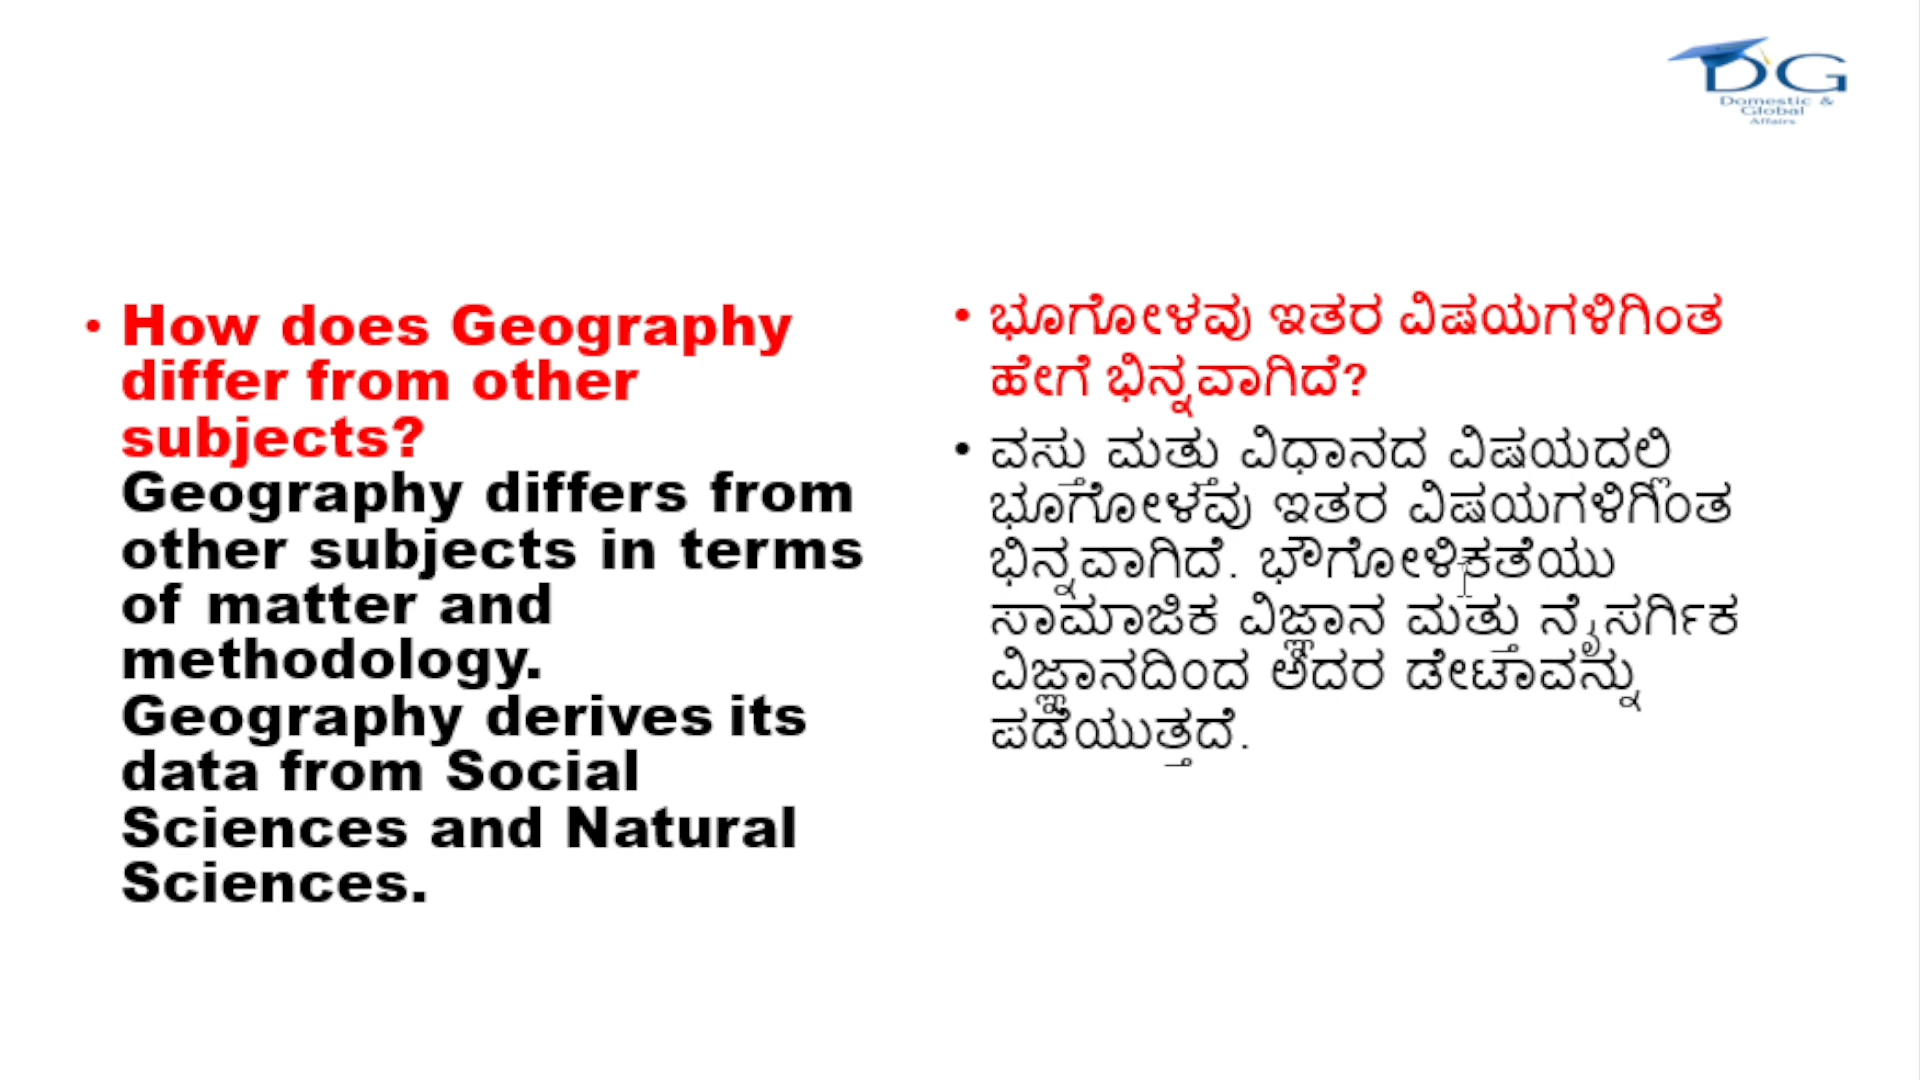 DG
Domestic &
Global
Affairs
• How does Geography
differ from other
subjects?
Geography differs from
other subjects in terms
of matter and
methodology.
Geography derives its
data from Social
Sciences and Natural
Sciences.
• ಭೂಗೋಳವು ಇತರ ವಿಷಯಗಳಿಗಿಂತ
ಹೇಗೆ ಭಿನ್ನವಾಗಿದೆ?
• ವಸ್ತು ಮತ್ತು ವಿಧಾನದ ವಿಷಯದಲ್ಲಿ
ಭೂಗೋಳವು ಇತರ ವಿಷಯಗಳಿಗಿಂತ
ಭಿನ್ನವಾಗಿದೆ. ಭೌಗೋಳಿಕತೆಯು
ಸಾಮಾಜಿಕ ವಿಜ್ಞಾನ ಮತ್ತು ನೈಸರ್ಗಿಕ
ವಿಜ್ಞಾನದಿಂದ ಅದರ ಡೇಟಾವನ್ನು
ಪಡೆಯುತ್ತದೆ.